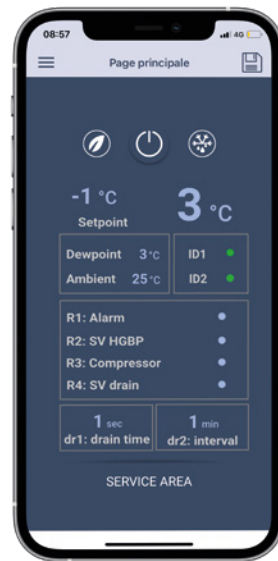 08:57 4G
Page principale
-1 °C
Setpoint
3 °C
Dewpoint 3°C
Ambient 25°C
ID1
ID2
R1: Alarm
R2: SV HGBP
R3: Compressor
R4: SV drain
1 sec
dr1: drain time
1 min
dr2: interval
SERVICE AREA